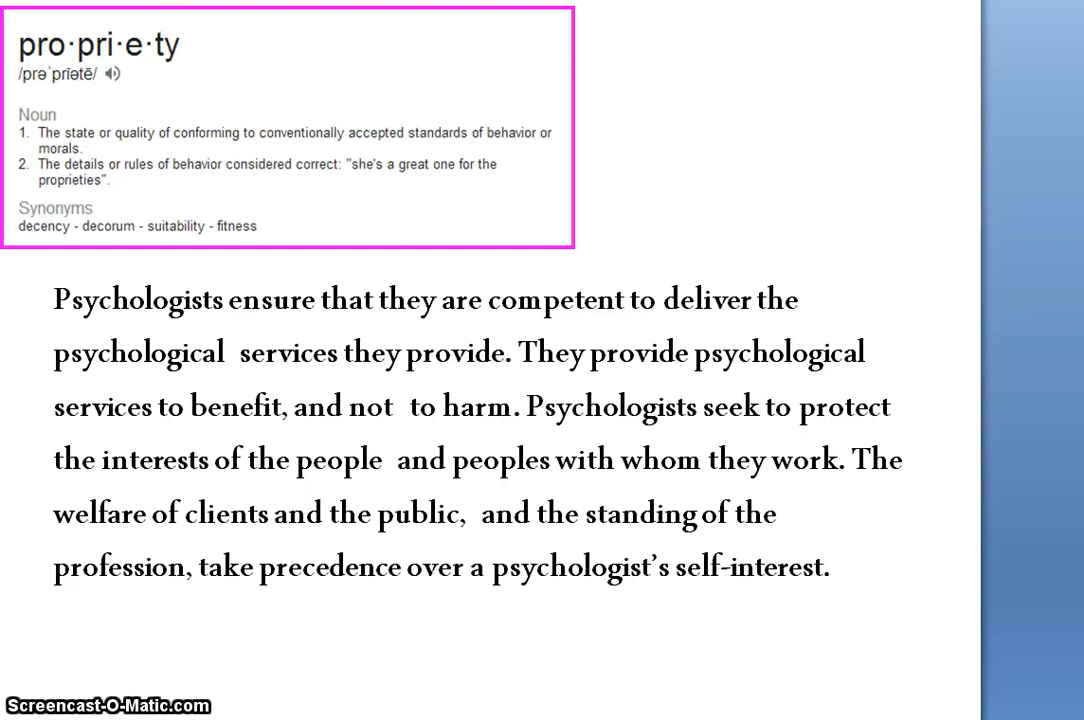 pro·pri·e·ty
/prəˈprīətē/
Noun
1. The state or quality of conforming to conventionally accepted standards of behavior or
morals.
2. The details or rules of behavior considered correct: "she's a great one for the
proprieties".
Synonyms
decency - decorum - suitability - fitness
Psychologists ensure that they are competent to deliver the
psychological services they provide. They provide psychological
services to benefit, and not to harm. Psychologists seek to protect
the interests of the people and peoples with whom they work. The
welfare of clients and the public, and the standing of the
profession, take precedence over a psychologist’s self-interest.
Screencast-O-Matic.com